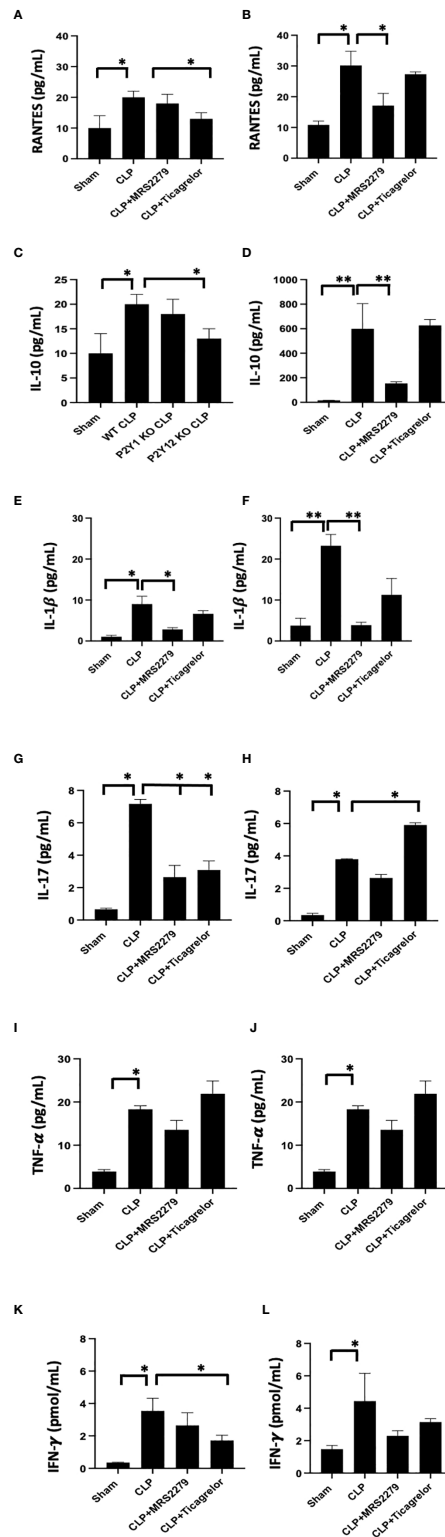 A
RANTES (pg/mL)
40
30
20
10
0
*
*
Sham
CLP
CLP+MRS2279
CLP+Ticagrelor
B
RANTES (pg/mL)
40
30
20
10
0
*
*
Sham
CLP
CLP+MRS2279
CLP+Ticagrelor
C
IL-10 (pg/mL)
25
20
15
10
5
0
*
*
Sham
WT CLP
P2Y1 KO CLP
P2Y12 KO CLP
D
IL-10 (pg/mL)
1000
800
600
400
200
0
**
**
Sham
CLP
CLP+MRS2279
CLP+Ticagrelor
E
IL-1β (pg/mL)
30
20
10
0
*
*
Sham
CLP
CLP+MRS2279
CLP+Ticagrelor
F
IL-1β (pg/mL)
30
20
10
0
**
**
Sham
CLP
CLP+MRS2279
CLP+Ticagrelor
G
IL-17 (pg/mL)
8
6
4
2
0
*
*
*
Sham
CLP
CLP+MRS2279
CLP+Ticagrelor
H
IL-17 (pg/mL)
8
6
4
2
0
*
*
Sham
CLP
CLP+MRS2279
CLP+Ticagrelor
I
TNF-α (pg/mL)
30
20
10
0
*
Sham
CLP
CLP+MRS2279
CLP+Ticagrelor
J
TNF-α (pg/mL)
30
20
10
0
*
Sham
CLP
CLP+MRS2279
CLP+Ticagrelor
K
IFN-γ (pmol/mL)
8
6
4
2
0
*
*
Sham
CLP
CLP+MRS2279
CLP+Ticagrelor
L
IFN-γ (pmol/mL)
8
6
4
2
0
*
Sham
CLP
CLP+MRS2279
CLP+Ticagrelor